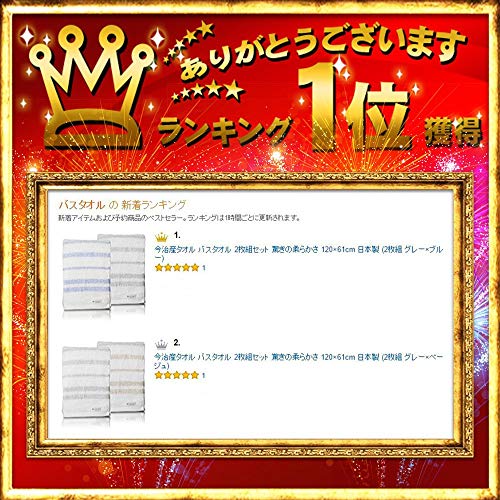 ありがとうございます
ランキング1位獲得
バスタオル の 新着ランキング
新着アイテムおよび予約商品のベストセラー。ランキングは1時間ごとに更新されます。
1.
今治産タオル バスタオル 2枚組セット 驚きの柔らかさ 120×61cm 日本製 (2枚組 グレー×ブル
ー)
1
2.
今治産タオル バスタオル 2枚組セット 驚きの柔らかさ 120×61cm 日本製 (2枚組 グレー×ベー
ジュ)
1